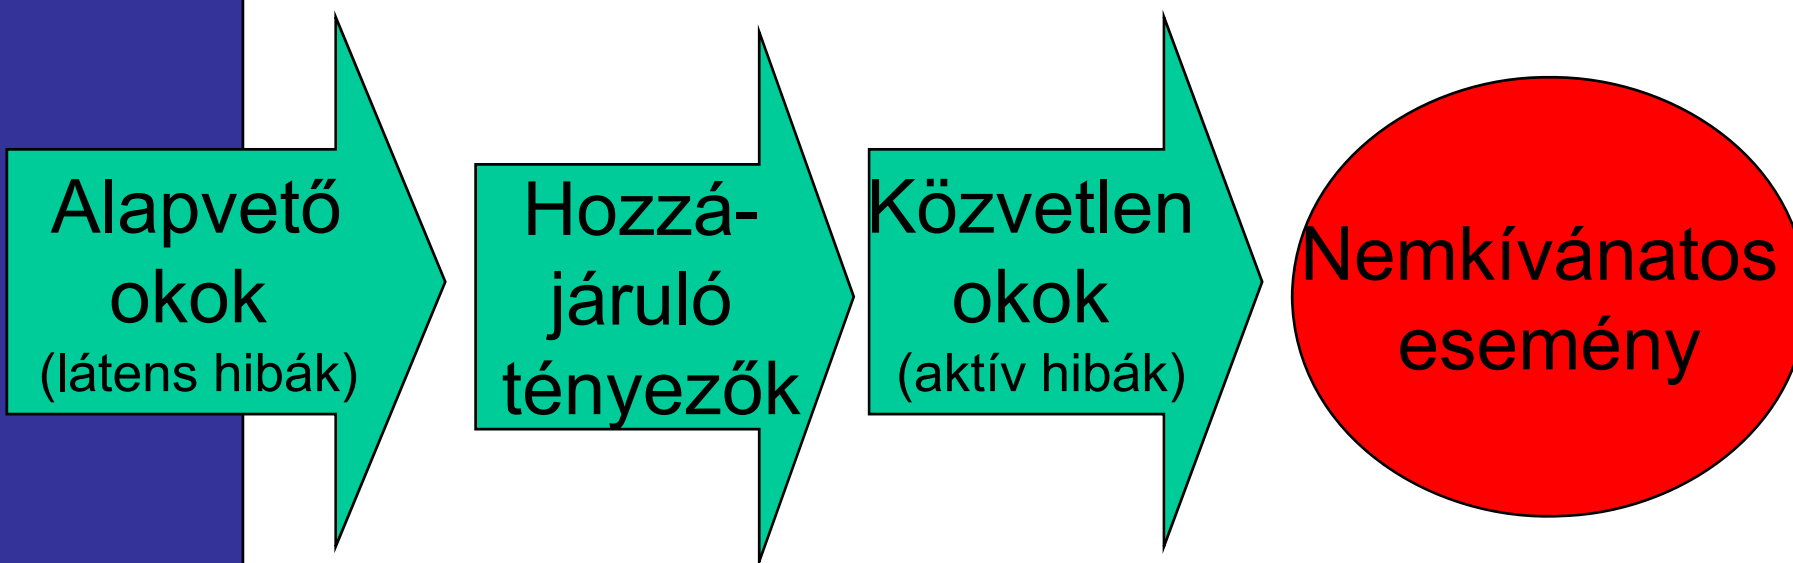 Alapvető
okok
(látens hibák)
Hozzá-
járuló
tényezők
Közvetlen
okok
(aktív hibák)
Nemkívánatos
esemény